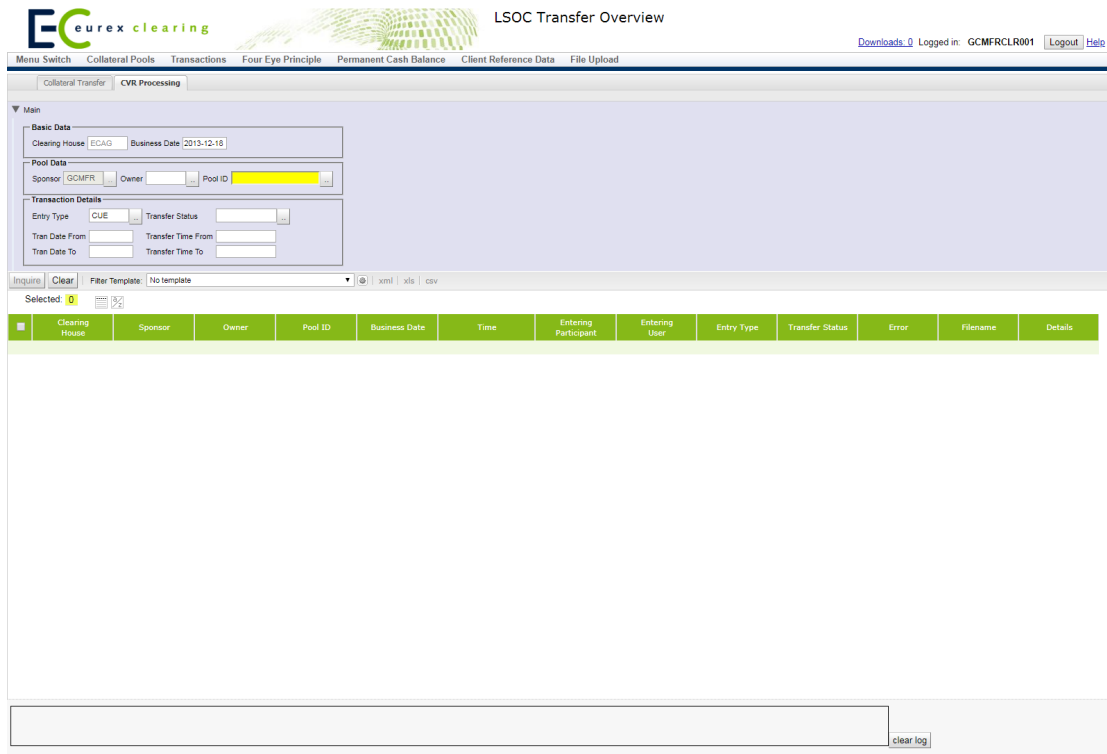 EC eurex clearing
LSOC Transfer Overview
Downloads: 0 Logged in: GCMFRCLR001 Logout Help
Menu Switch Collateral Pools Transactions Four Eye Principle Permanent Cash Balance Client Reference Data File Upload
Collateral Transfer CVR Processing
Main
Basic Data
Clearing House ECAG Business Date 2013-12-18
Pool Data
Sponsor GCMFR ... Owner ... Pool ID ...
Transaction Details
Entry Type CUE ... Transfer Status ...
Tran Date From Transfer Time From
Tran Date To Transfer Time To
Inquire Clear Filter Template: No template xml xls csv
Selected: 0 a/z
Clearing House Sponsor Owner Pool ID Business Date Time Entering Participant Entering User Entry Type Transfer Status Error Filename Details
clear log